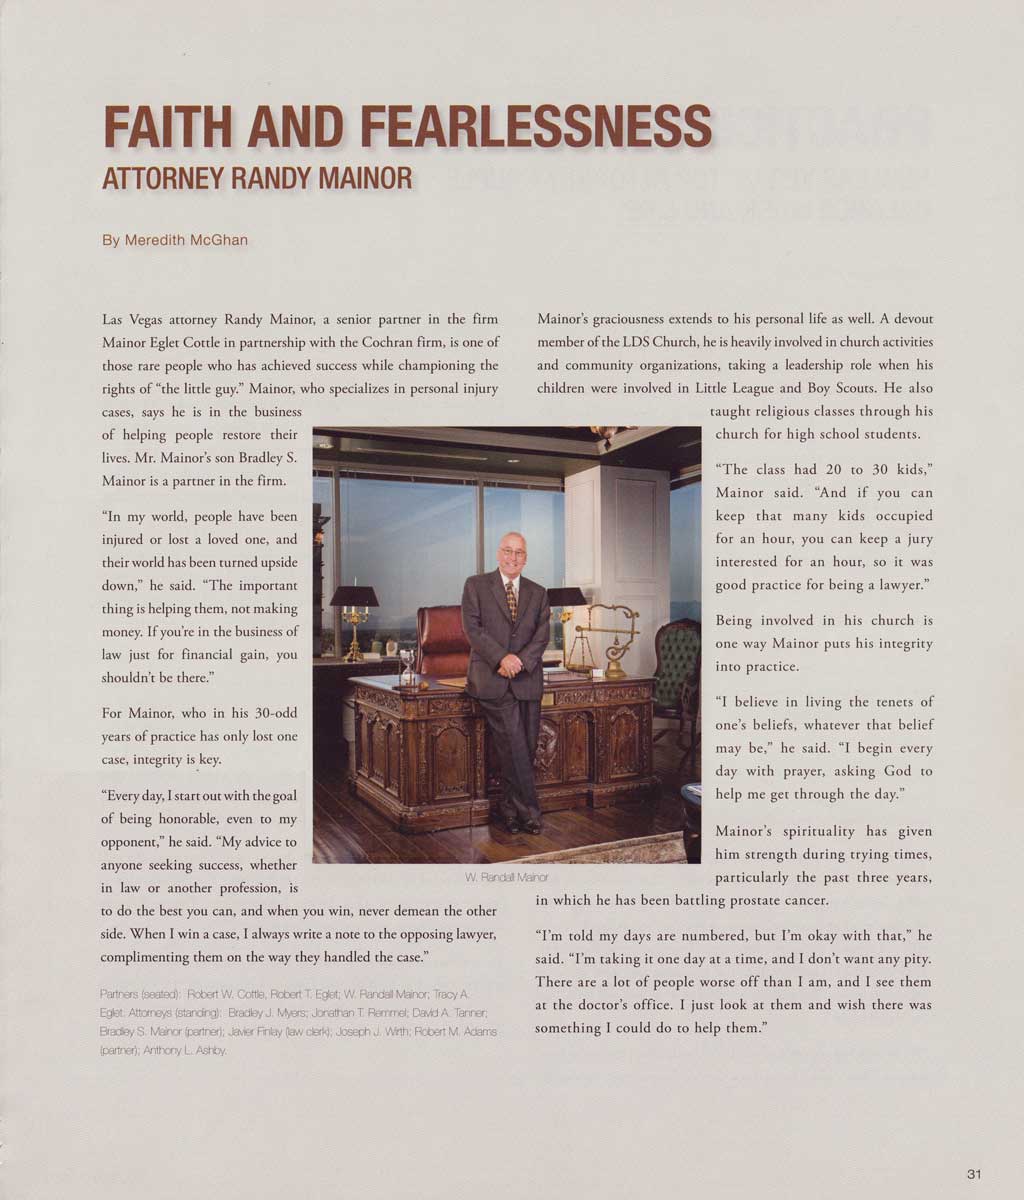 FAITH AND FEARLESSNESS
ATTORNEY RANDY MAINOR
By Meredith McGhan
Las Vegas attorney Randy Mainor, a senior partner in the firm
Mainor Eglet Cottle in partnership with the Cochran firm, is one of
those rare people who has achieved success while championing the
rights of “the little guy.” Mainor, who specializes in personal injury
cases, says he is in the business
of helping people restore their
lives. Mr. Mainor’s son Bradley S.
Mainor is a partner in the firm.
“In my world, people have been
injured or lost a loved one, and
their world has been turned upside
down,” he said. “The important
thing is helping them, not making
money. If you’re in the business of
law just for financial gain, you
shouldn’t be there.”
For Mainor, who in his 30-odd
years of practice has only lost one
case, integrity is key.
“Every day, I start out with the goal
of being honorable, even to my
opponent,” he said. “My advice to
anyone seeking success, whether
in law or another profession, is
to do the best you can, and when you win, never demean the other
side. When I win a case, I always write a note to the opposing lawyer,
complimenting them on the way they handled the case.”
Partners (seated): Robert W. Cottle, Robert T. Eglet; W. Randall Mainor; Tracy A.
Eglet. Attorneys (standing): Bradley J. Myers; Jonathan T. Remmel; David A. Tanner;
Bradley S. Mainor (partner); Javier Finlay (law clerk); Joseph J. Wirth; Robert M. Adams
(partner); Anthony L. Ashby.
W. Randall Mainor
Mainor’s graciousness extends to his personal life as well. A devout
member of the LDS Church, he is heavily involved in church activities
and community organizations, taking a leadership role when his
children were involved in Little League and Boy Scouts. He also
taught religious classes through his
church for high school students.
“The class had 20 to 30 kids,”
Mainor said. “And if you can
keep that many kids occupied
for an hour, you can keep a jury
interested for an hour, so it was
good practice for being a lawyer.”
Being involved in his church is
one way Mainor puts his integrity
into practice.
“I believe in living the tenets of
one’s beliefs, whatever that belief
may be,” he said. “I begin every
day with prayer, asking God to
help me get through the day.”
Mainor’s spirituality has given
him strength during trying times,
particularly the past three years,
in which he has been battling prostate cancer.
“I’m told my days are numbered, but I’m okay with that,” he
said. “I’m taking it one day at a time, and I don’t want any pity.
There are a lot of people worse off than I am, and I see them
at the doctor’s office. I just look at them and wish there was
something I could do to help them.”
31